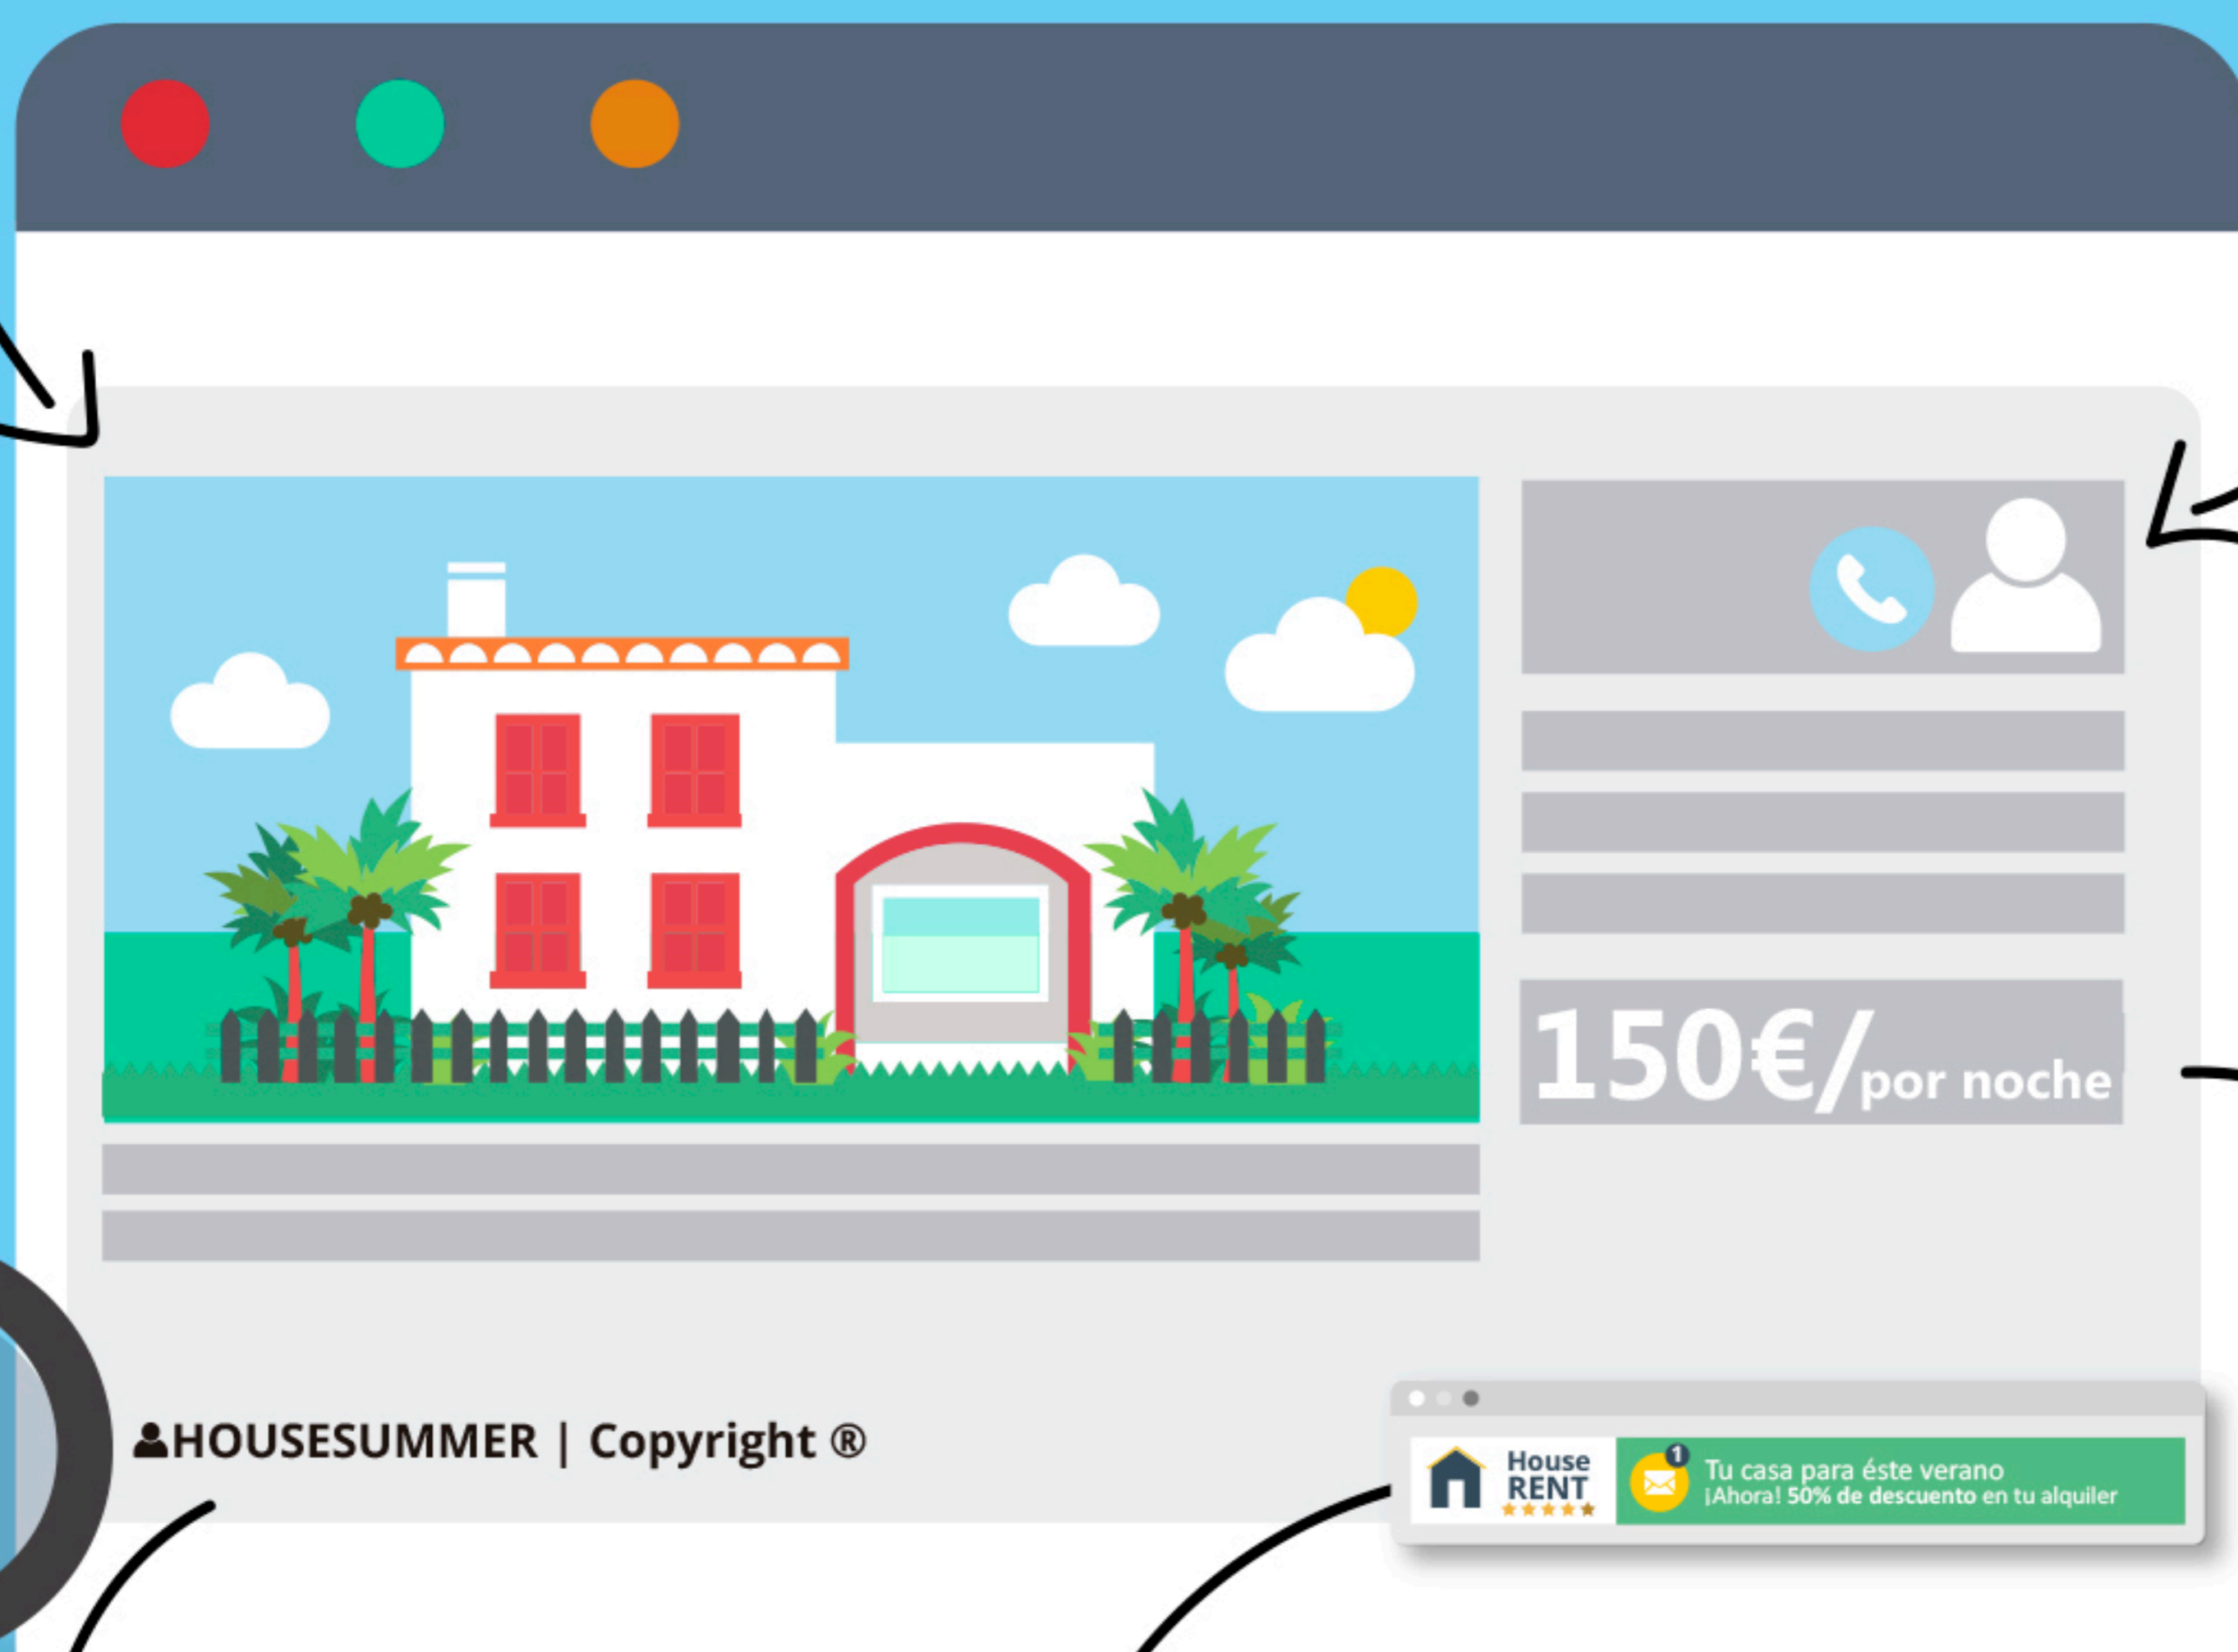 150€/por noche
HOUSESUMMER | Copyright ®
House
RENT
1
Tu casa para éste verano
¡Ahora! 50% de descuento en tu alquiler